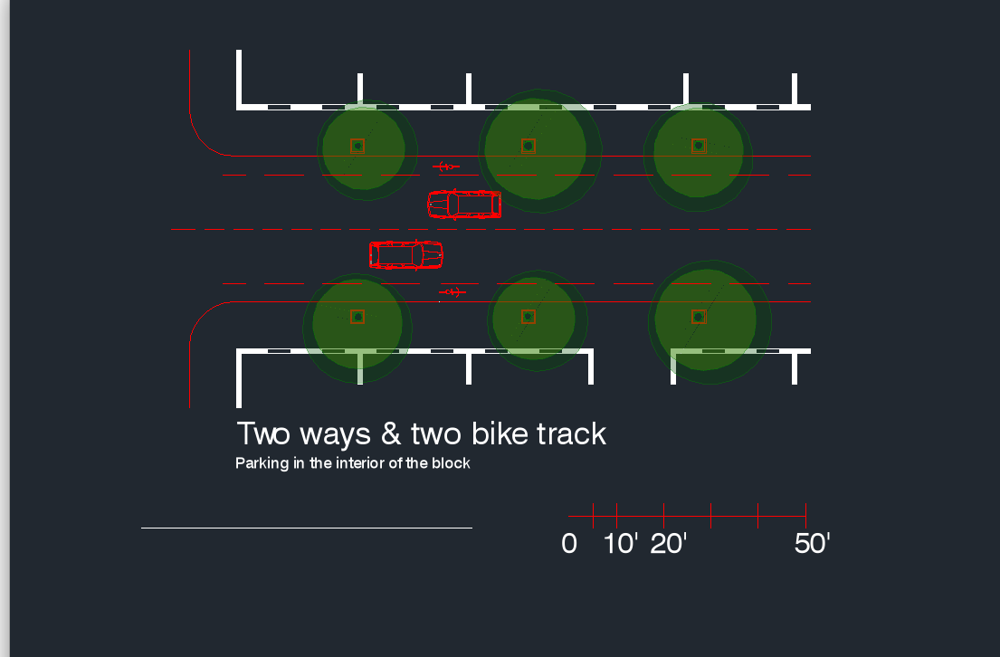 Two ways & two bike track
Parking in the interior of the block
0 10' 20' 50'